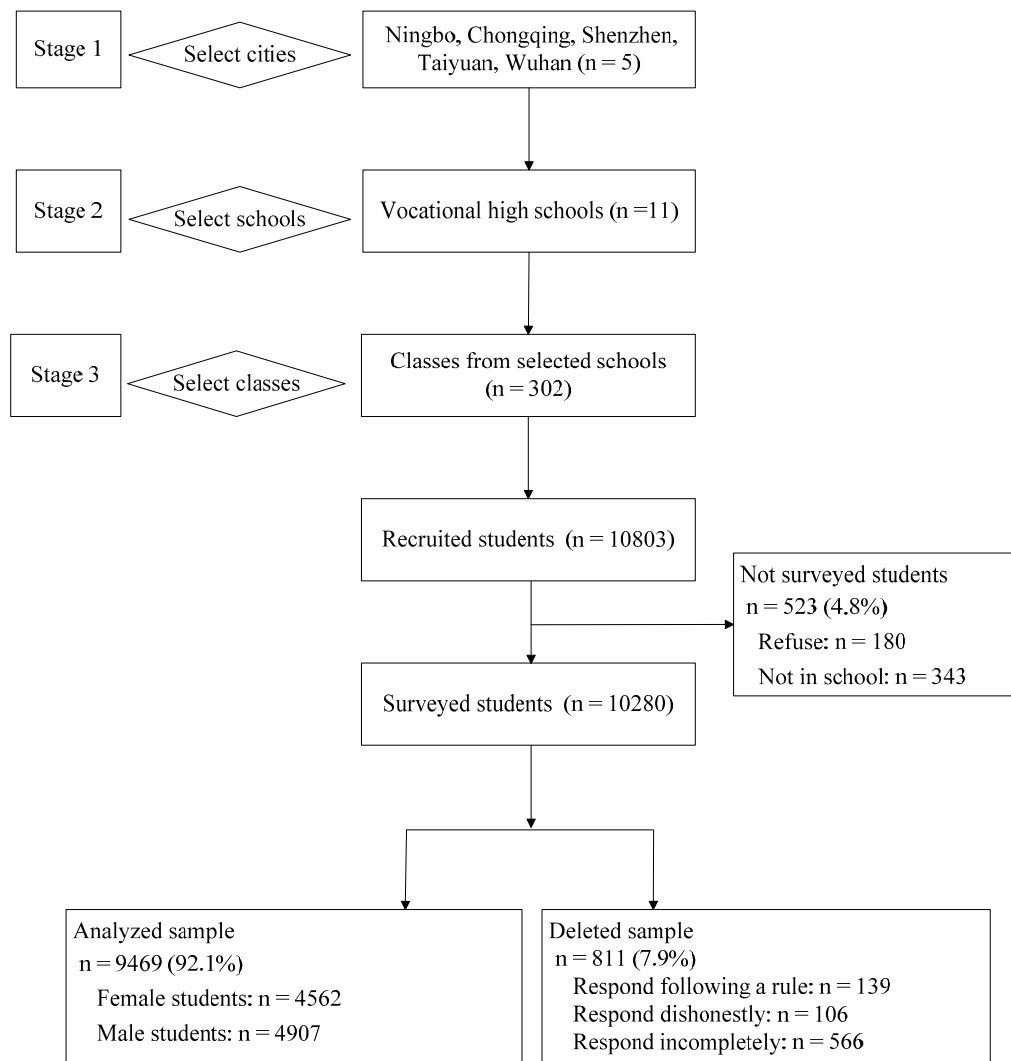 Stage 1
Select cities
Ningbo, Chongqing, Shenzhen,
Taiyuan, Wuhan (n = 5)
Stage 2
Select schools
Vocational high schools (n =11)
Stage 3
Select classes
Classes from selected schools
(n = 302)
Recruited students (n = 10803)
Not surveyed students
n = 523 (4.8%)
Refuse: n = 180
Not in school: n = 343
Surveyed students (n = 10280)
Analyzed sample
n = 9469 (92.1%)
Female students: n = 4562
Male students: n = 4907
Deleted sample
n = 811 (7.9%)
Respond following a rule: n = 139
Respond dishonestly: n = 106
Respond incompletely: n = 566